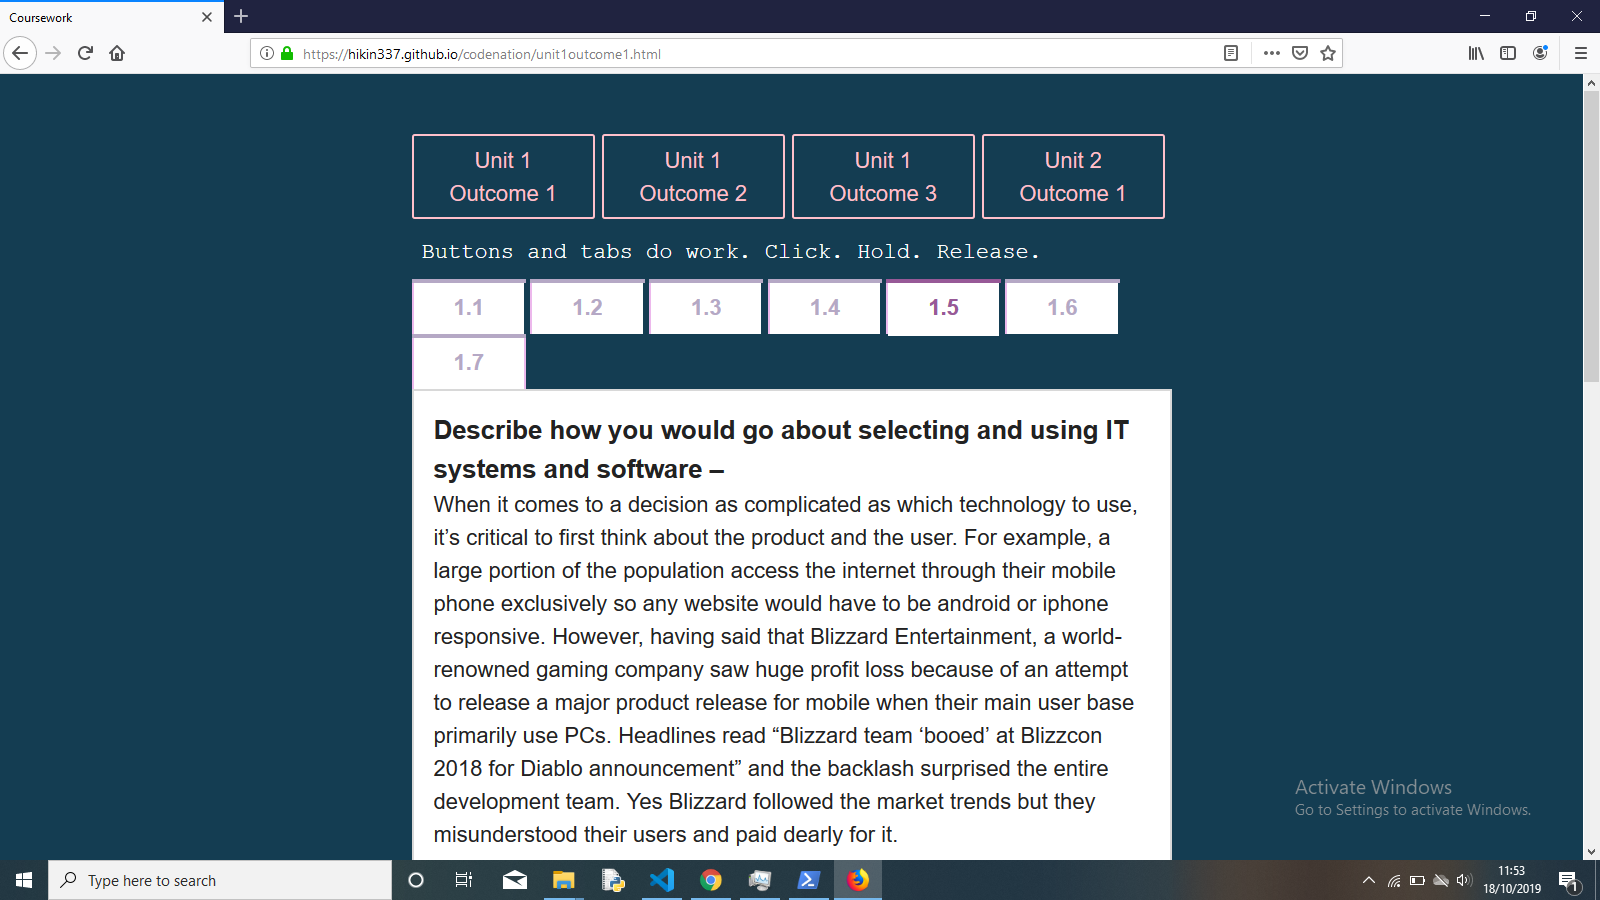 Coursework
https://hikin337.github.io/codenation/unit1outcome1.html
Unit 1
Outcome 1
Unit 1
Outcome 2
Unit 1
Outcome 3
Unit 2
Outcome 1
Buttons and tabs do work. Click. Hold. Release.
1.1 1.2 1.3 1.4 1.5 1.6
1.7
Describe how you would go about selecting and using IT
systems and software –
When it comes to a decision as complicated as which technology to use,
it’s critical to first think about the product and the user. For example, a
large portion of the population access the internet through their mobile
phone exclusively so any website would have to be android or iphone
responsive. However, having said that Blizzard Entertainment, a world-
renowned gaming company saw huge profit loss because of an attempt
to release a major product release for mobile when their main user base
primarily use PCs. Headlines read “Blizzard team ‘booed’ at Blizzcon
2018 for Diablo announcement” and the backlash surprised the entire
development team. Yes Blizzard followed the market trends but they
misunderstood their users and paid dearly for it.
Activate Windows
Go to Settings to activate Windows.
Type here to search
11:53
18/10/2019
1